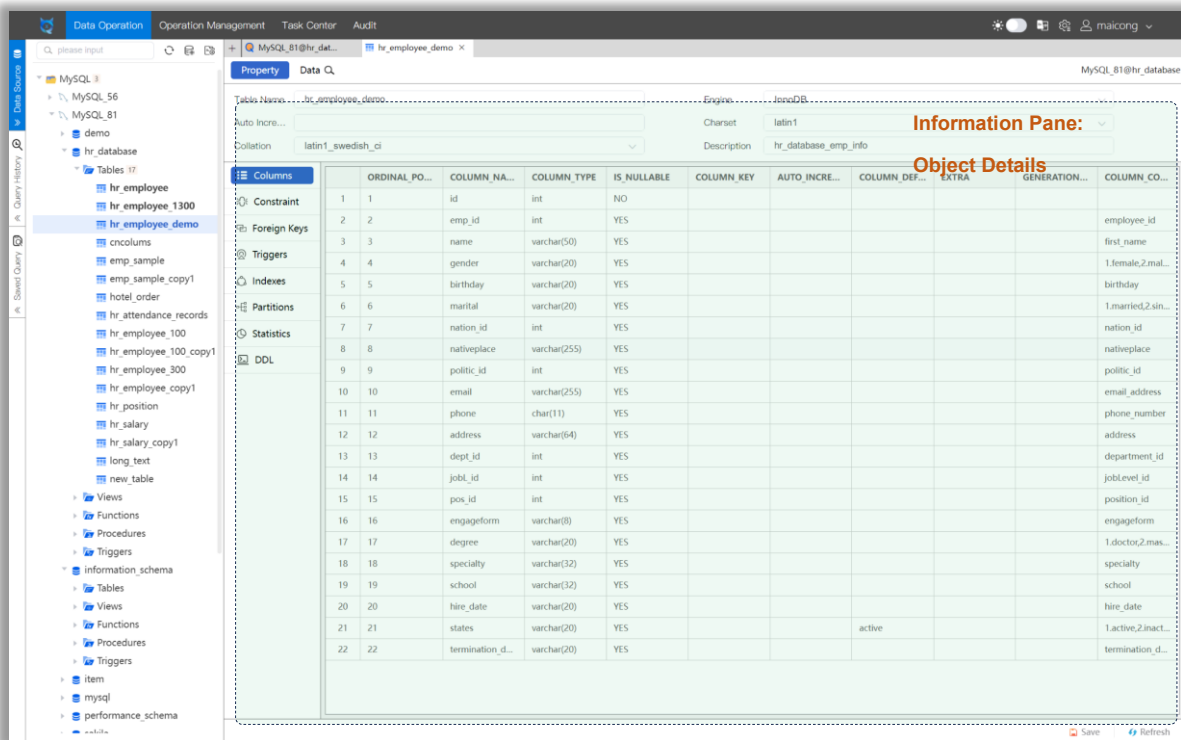 Data Operation Operation Management Task Center Audit maicong
please input MySQL_81@hr_dat... hr_employee_demo ×
Property Data MySQL_81@hr_database
Data Source
Query History
Saved Query
MySQL
MySQL_56
MySQL_81
demo
hr_database
Tables 17
hr_employee
hr_employee_1300
hr_employee_demo
cncolums
emp_sample
emp_sample_copy1
hotel_order
hr_attendance_records
hr_employee_100
hr_employee_100_copy1
hr_employee_300
hr_employee_copy1
hr_position
hr_salary
hr_salary_copy1
long_text
new_table
Views
Functions
Procedures
Triggers
information_schema
Tables
Views
Functions
Procedures
Triggers
item
mysql
performance_schema
Table Name hr_employee_demo Engine InnoDB
Auto Incre... Charset latin1
Collation latin1_swedish_ci Description hr_database_emp_info
Information Pane:
Object Details
Columns
Constraint
Foreign Keys
Triggers
Indexes
Partitions
Statistics
DDL
ORDINAL_PO... COLUMN_NA... COLUMN_TYPE IS_NULLABLE COLUMN_KEY AUTO_INCRE... COLUMN_DEF... EXTRA GENERATION... COLUMN_CO...
1 1 id int NO
2 2 emp_id int YES employee_id
3 3 name varchar(50) YES first_name
4 4 gender varchar(20) YES 1.female,2.mal...
5 5 birthday varchar(20) YES birthday
6 6 marital varchar(20) YES 1.married,2.sin...
7 7 nation_id int YES nation_id
8 8 nativeplace varchar(255) YES nativeplace
9 9 politic_id int YES politic_id
10 10 email varchar(255) YES email_address
11 11 phone char(11) YES phone_number
12 12 address varchar(64) YES address
13 13 dept_id int YES department_id
14 14 jobL_id int YES jobLevel_id
15 15 pos_id int YES position_id
16 16 engageform varchar(8) YES engageform
17 17 degree varchar(20) YES 1.doctor,2.mas...
18 18 specialty varchar(32) YES specialty
19 19 school varchar(32) YES school
20 20 hire_date varchar(20) YES hire_date
21 21 states varchar(20) YES active 1.active,2.inact...
22 22 termination_d... varchar(20) YES termination_d...
Save Refresh